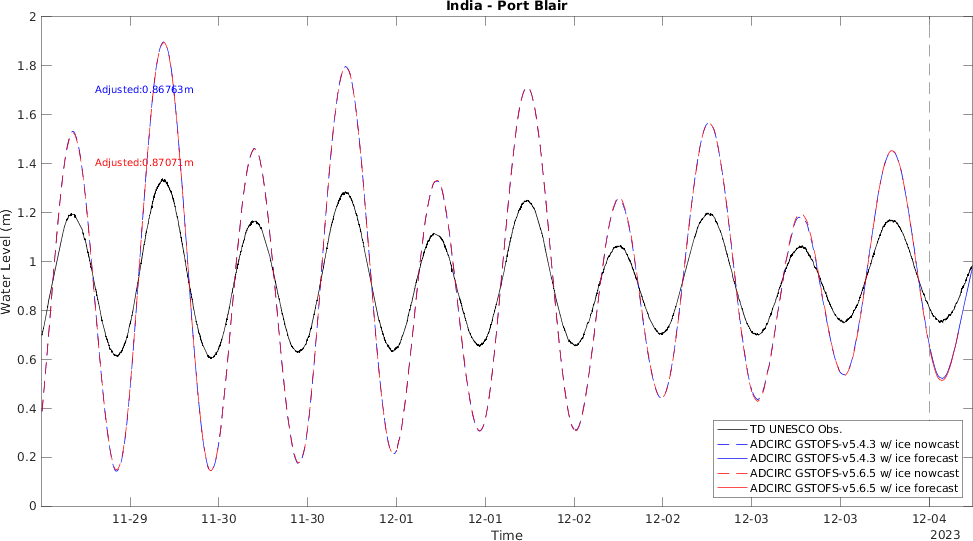 India - Port Blair
Water Level (m)
2
1.8
1.6
1.4
1.2
1
0.8
0.6
0.4
0.2
0
Adjusted:0.86763m
Adjusted:0.87071m
TD UNESCO Obs.
ADCIRC GSTOFS-v5.4.3 w/ ice nowcast
ADCIRC GSTOFS-v5.4.3 w/ ice forecast
ADCIRC GSTOFS-v5.6.5 w/ ice nowcast
ADCIRC GSTOFS-v5.6.5 w/ ice forecast
11-29 11-30 11-30 12-01 12-01 12-02 12-02 12-03 12-03 12-04
2023
Time